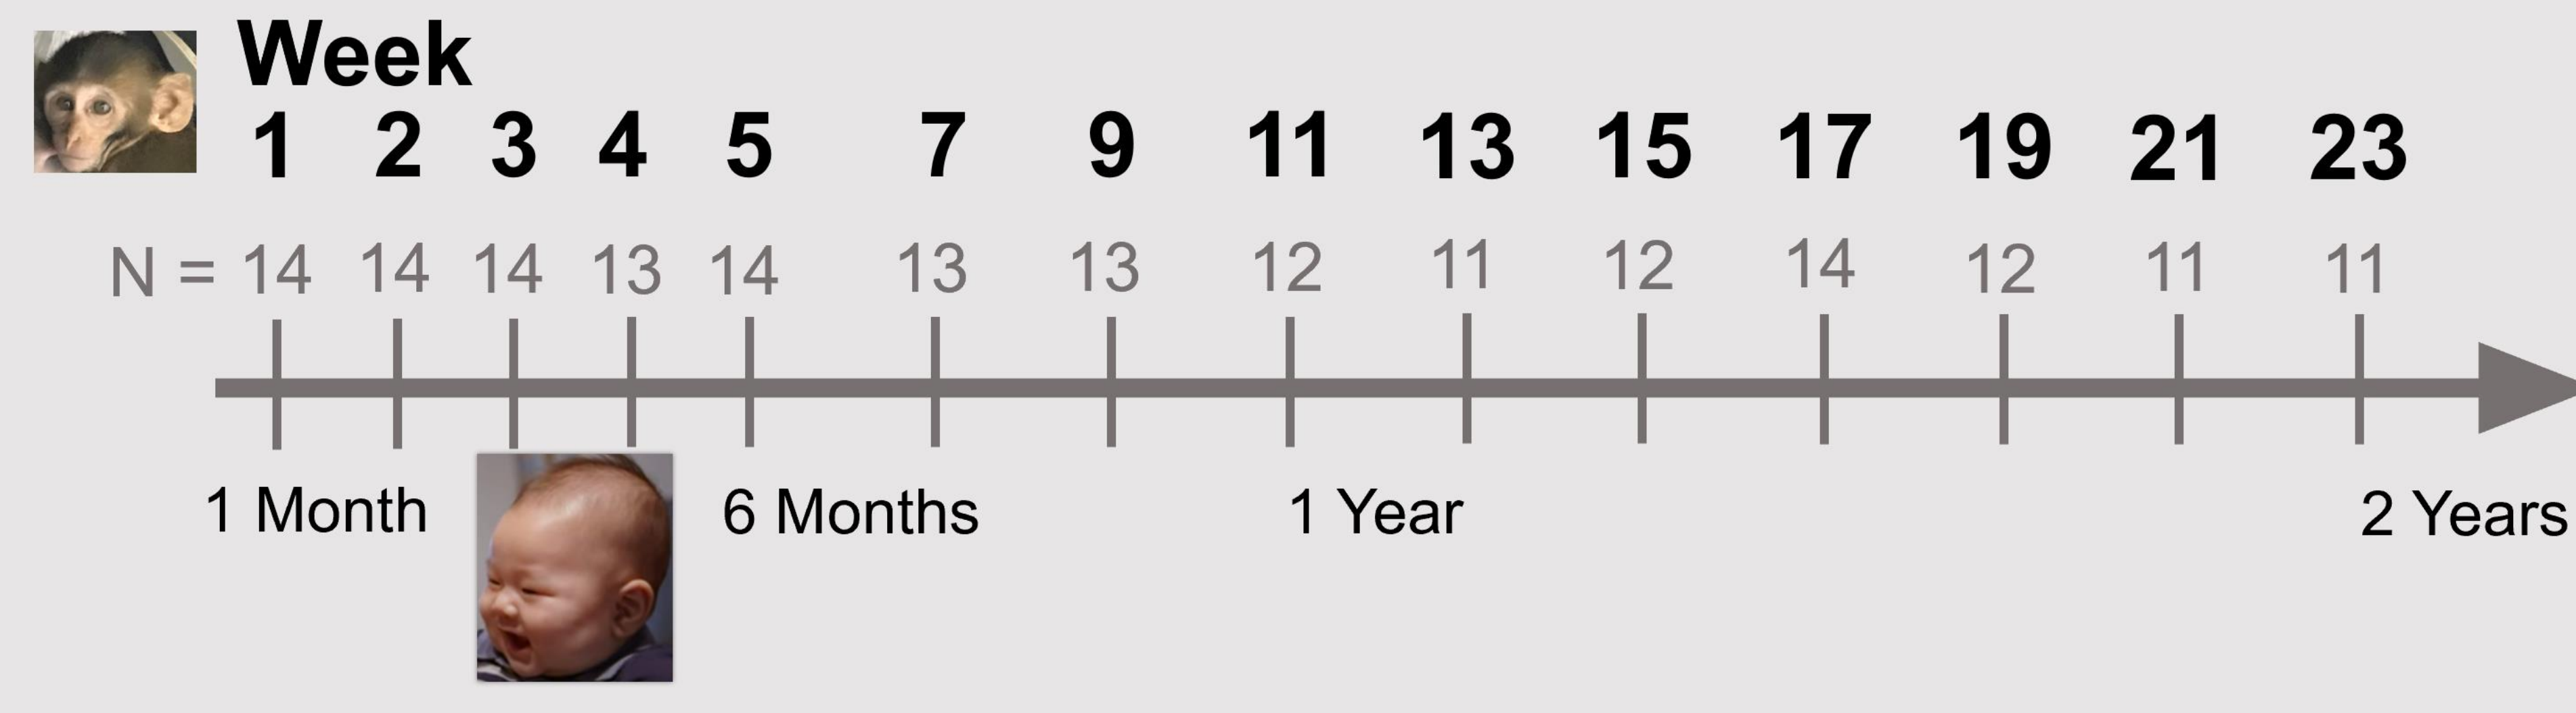 Week
1 2 3 4 5 7 9 11 13 15 17 19 21 23
N = 14 14 14 13 14 13 13 12 11 12 14 12 11 11
1 Month 6 Months 1 Year 2 Years